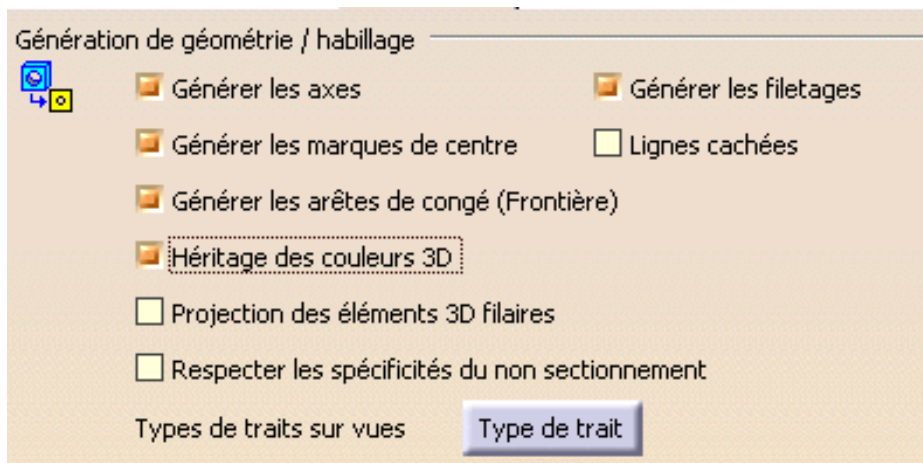 Génération de géométrie / habillage
Générer les axes
Générer les filetages
Générer les marques de centre
Lignes cachées
Générer les arêtes de congé (Frontière)
Héritage des couleurs 3D
Projection des éléments 3D filaires
Respecter les spécificités du non sectionnement
Types de traits sur vues
Type de trait